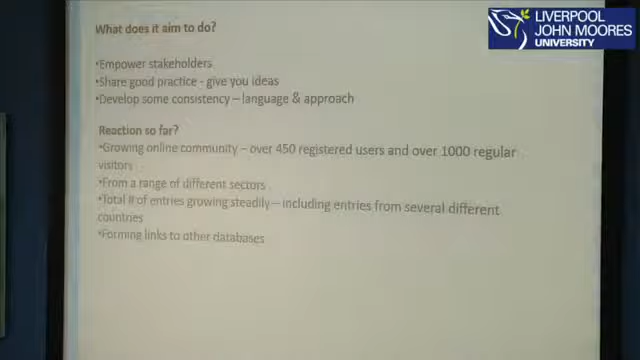 LIVERPOOL
JOHN MOORES
UNIVERSITY
What does it aim to do?
•Empower stakeholders
•Share good practice - give you ideas
•Develop some consistency – language & approach
Reaction so far?
•Growing online community – over 450 registered users and over 1000 regular
visitors
•From a range of different sectors
•Total # of entries growing steadily – including entries from several different
countries
•Forming links to other databases